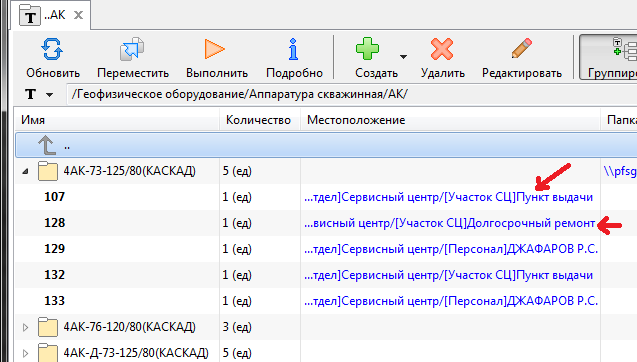 T ..AK x
Обновить Переместить Выполнить Подробно Создать Удалить Редактировать Группиро
T /Геофизическое оборудование/Аппаратура скважинная/АК/
Имя Количество Местоположение Папка
..
4АК-73-125/80(КАСКАД) 5 (ед) \\pfsg
107 1 (ед) ...тдел]Сервисный центр/[Участок СЦ]Пункт выдачи
128 1 (ед) ...висный центр/[Участок СЦ]Долгосрочный ремонт
129 1 (ед) ...тдел]Сервисный центр/[Персонал]ДЖАФАРОВ Р.С.
132 1 (ед) ...тдел]Сервисный центр/[Участок СЦ]Пункт выдачи
133 1 (ед) ...тдел]Сервисный центр/[Персонал]ДЖАФАРОВ Р.С.
4АК-76-120/80(КАСКАД) 3 (ед)
4АК-Д-73-125/80(КАСКАД) 5 (ед)